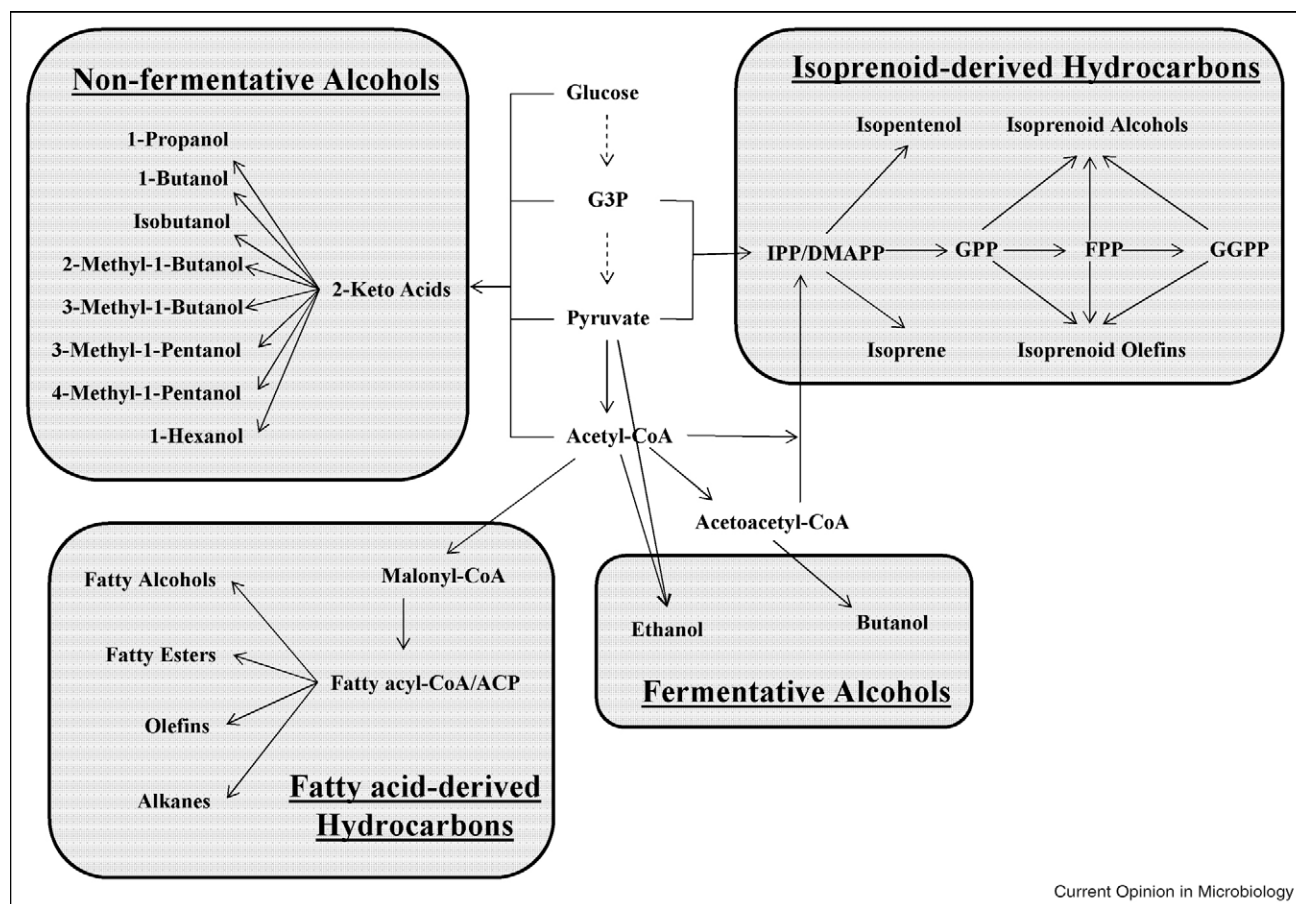 Non-fermentative Alcohols
1-Propanol
1-Butanol
Isobutanol
2-Methyl-1-Butanol
3-Methyl-1-Butanol
3-Methyl-1-Pentanol
4-Methyl-1-Pentanol
1-Hexanol
2-Keto Acids
Glucose
G3P
Pyruvate
Acetyl-CoA
Acetoacetyl-CoA
Isoprenoid-derived Hydrocarbons
Isopentenol
Isoprenoid Alcohols
IPP/DMAPP
GPP
FPP
GGPP
Isoprene
Isoprenoid Olefins
Malonyl-CoA
Fatty Alcohols
Fatty Esters
Fatty acyl-CoA/ACP
Olefins
Alkanes
Fatty acid-derived
Hydrocarbons
Ethanol
Butanol
Fermentative Alcohols
Current Opinion in Microbiology